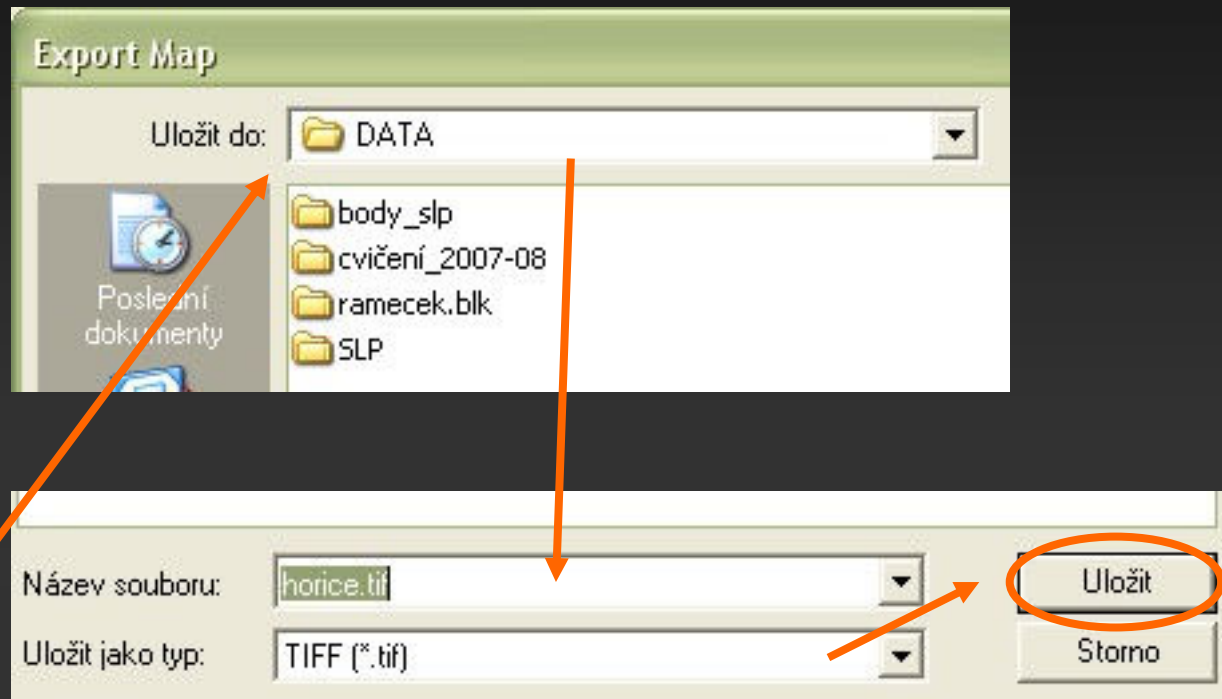 Export Map
Uložit do: DATA
body_slp
cvičení_2007-08
ramecek.blk
SLP
Poslední
dokumenty
Název souboru: horice.tif Uložit
Uložit jako typ: TIFF (*.tif) Storno